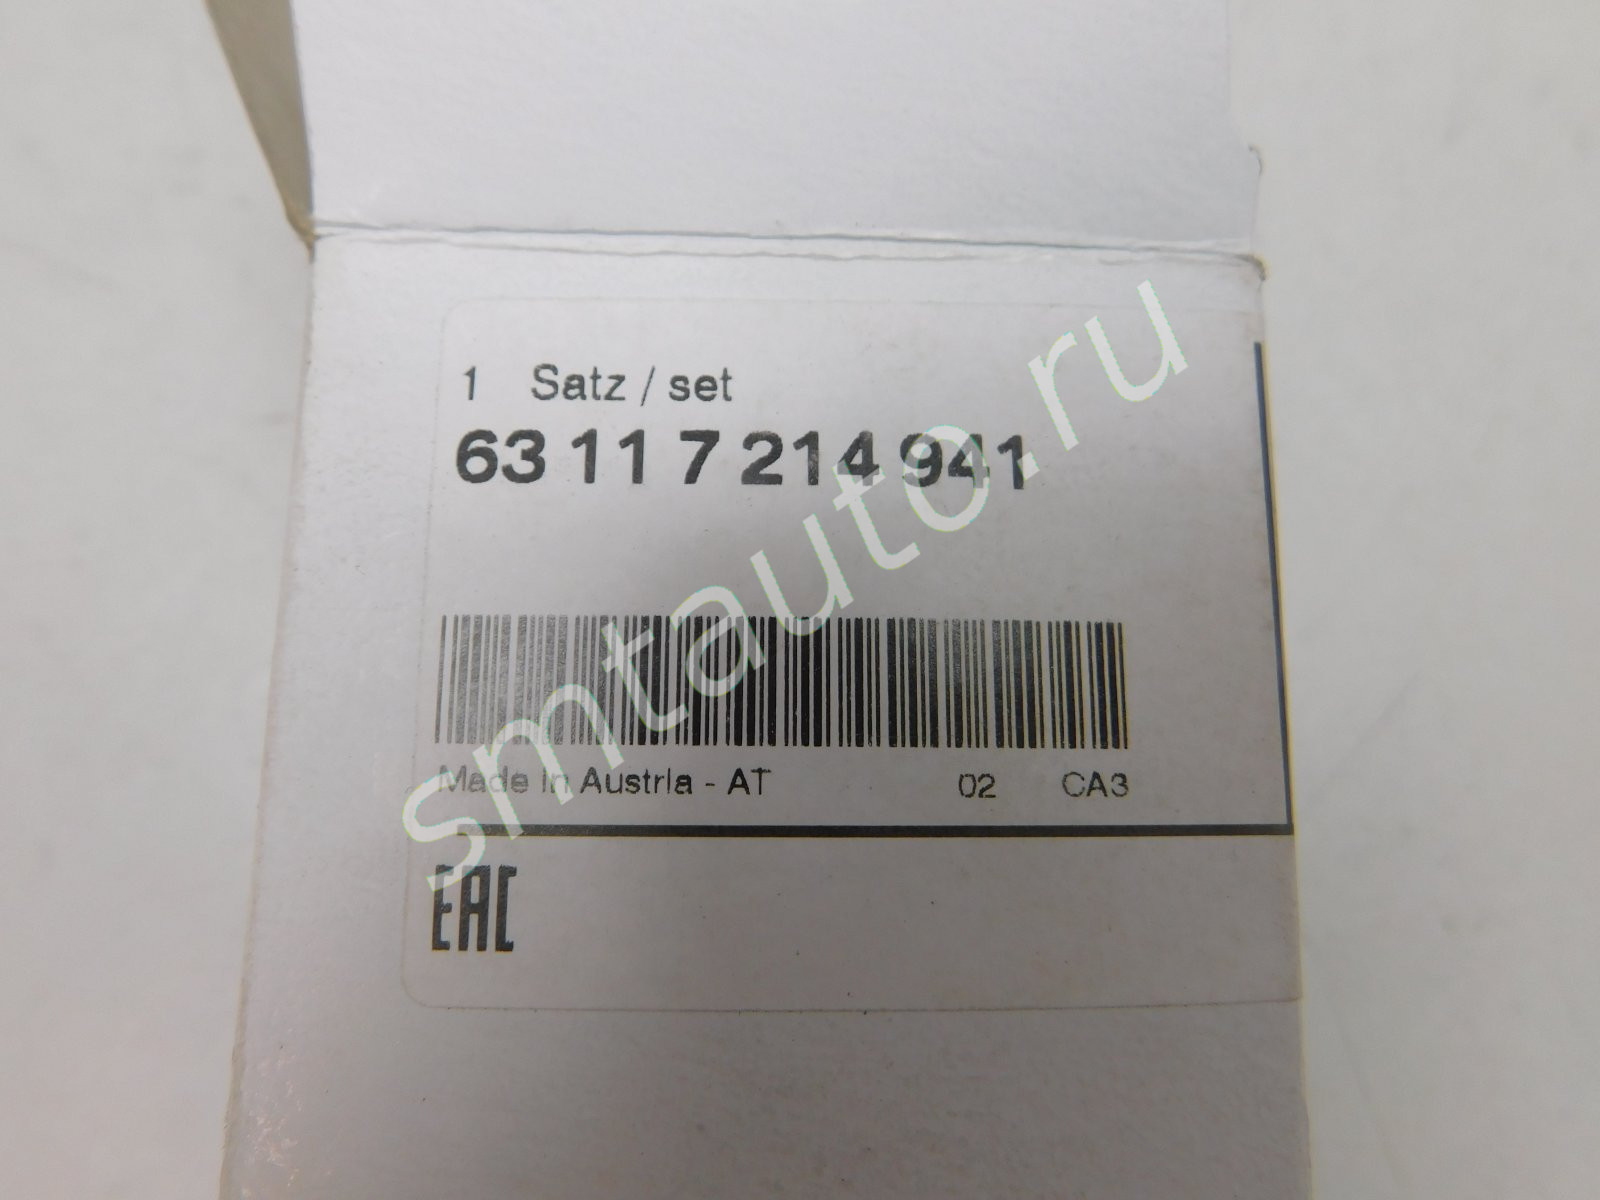 1 Satz / set
63 11 7 214 941
Made in Austria - AT 02 CA3
EAC
smtauto.ru